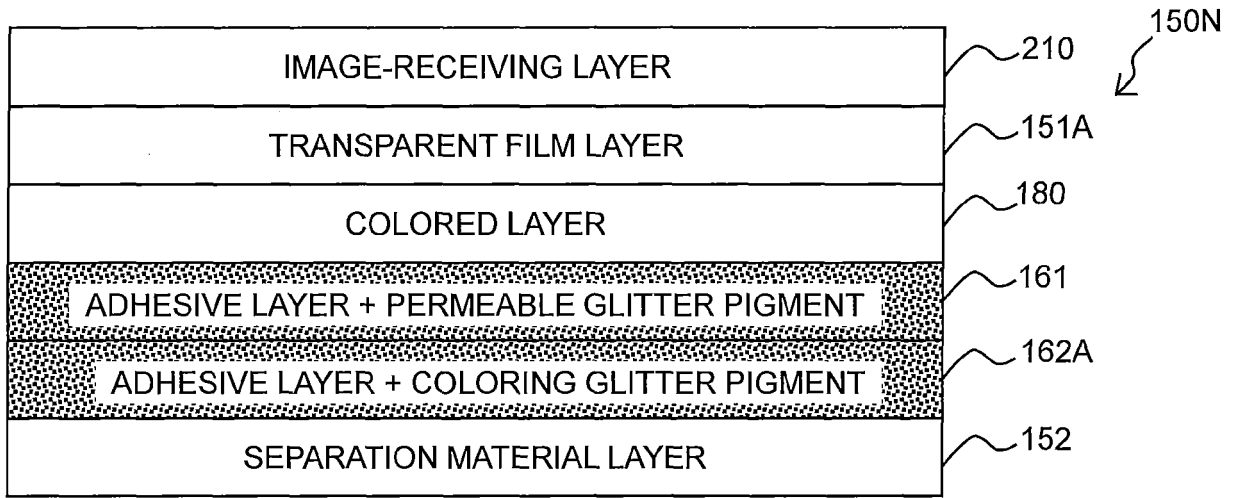 150N
IMAGE-RECEIVING LAYER 210
TRANSPARENT FILM LAYER 151A
COLORED LAYER 180
ADHESIVE LAYER + PERMEABLE GLITTER PIGMENT 161
ADHESIVE LAYER + COLORING GLITTER PIGMENT 162A
SEPARATION MATERIAL LAYER 152